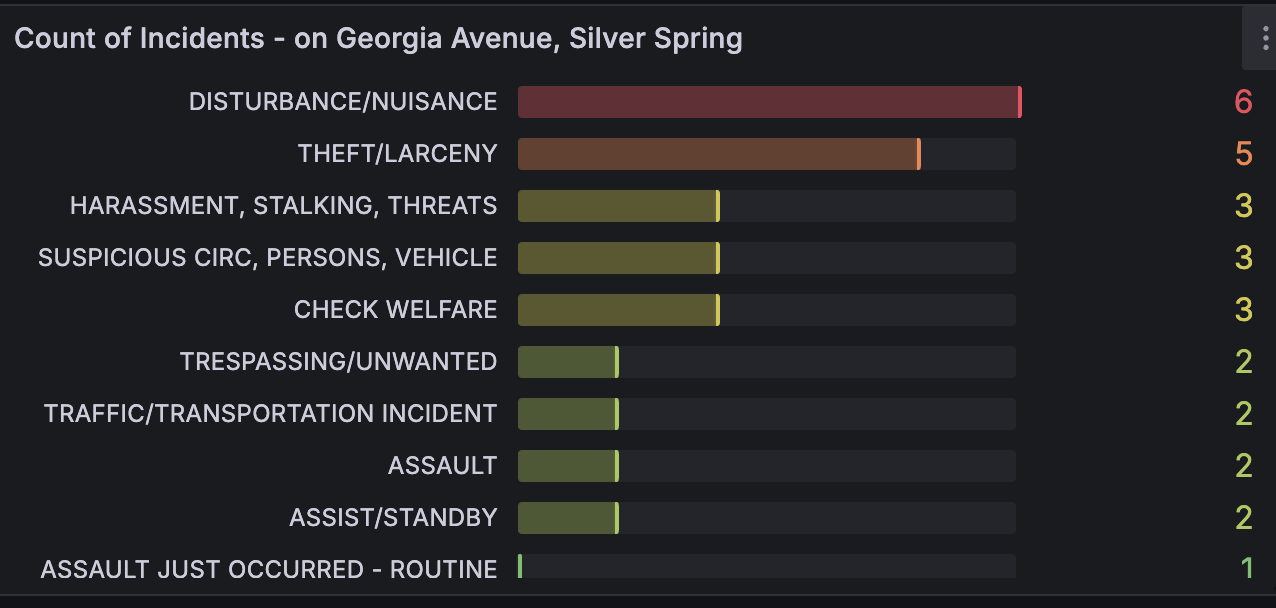 Count of Incidents - on Georgia Avenue, Silver Spring
DISTURBANCE/NUISANCE 6
THEFT/LARCENY 5
HARASSMENT, STALKING, THREATS 3
SUSPICIOUS CIRC, PERSONS, VEHICLE 3
CHECK WELFARE 3
TRESPASSING/UNWANTED 2
TRAFFIC/TRANSPORTATION INCIDENT 2
ASSAULT 2
ASSIST/STANDBY 2
ASSAULT JUST OCCURRED - ROUTINE 1